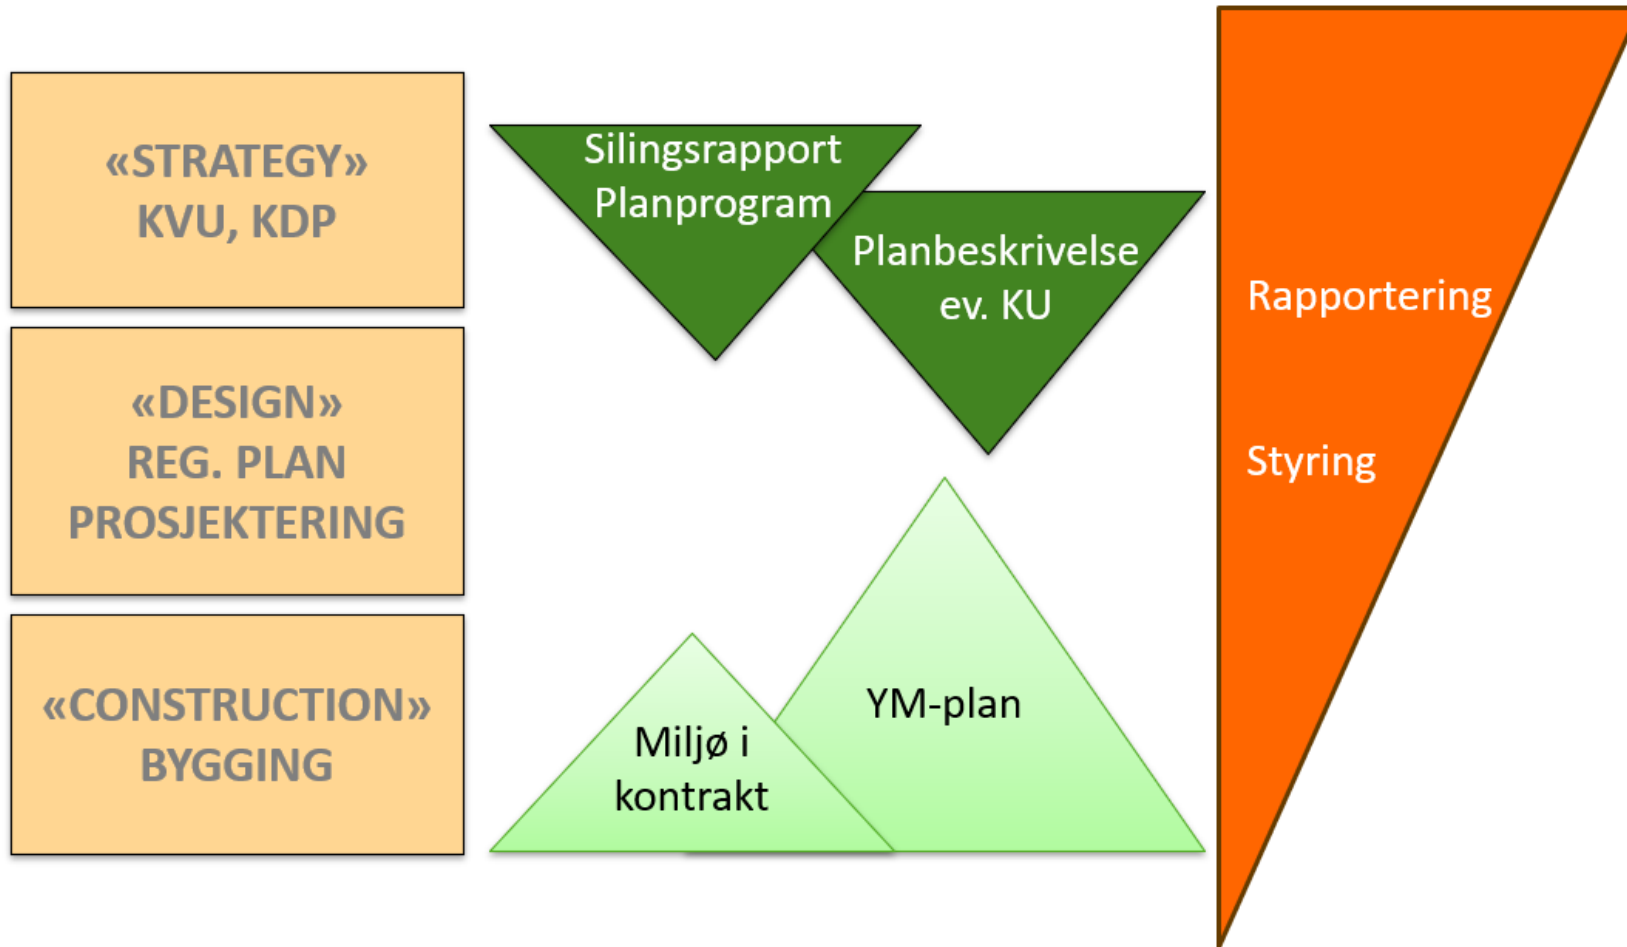 «STRATEGY»
KVU, KDP
«DESIGN»
REG. PLAN
PROSJEKTERING
«CONSTRUCTION»
BYGGING
Silingsrapport
Planprogram
Planbeskrivelse
ev. KU
YM-plan
Miljø i
kontrakt
Rapportering
Styring